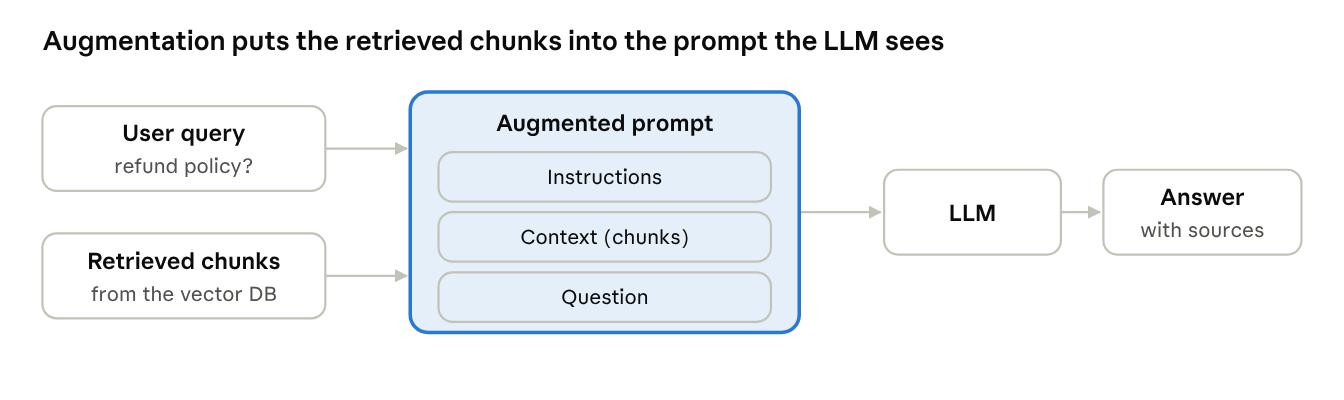 Augmentation puts the retrieved chunks into the prompt the LLM sees
User query
refund policy?
Retrieved chunks
from the vector DB
Augmented prompt
Instructions
Context (chunks)
Question
LLM
Answer
with sources